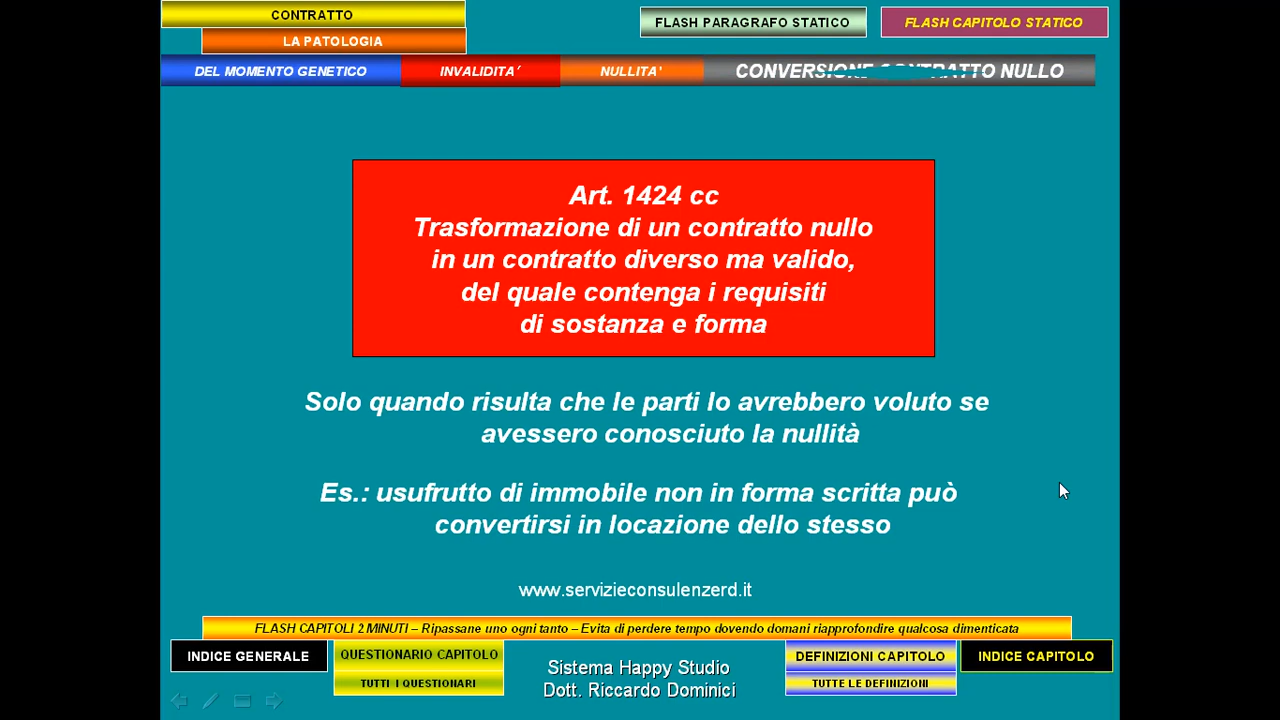 CONTRATTO
FLASH PARAGRAFO STATICO
FLASH CAPITOLO STATICO
LA PATOLOGIA
DEL MOMENTO GENETICO
INVALIDITA'
NULLITA'
CONVERSIONE CONTRATTO NULLO
Art. 1424 cc
Trasformazione di un contratto nullo
in un contratto diverso ma valido,
del quale contenga i requisiti
di sostanza e forma
Solo quando risulta che le parti lo avrebbero voluto se
avessero conosciuto la nullità
Es.: usufrutto di immobile non in forma scritta può
convertirsi in locazione dello stesso
www.servizieconsulenzerd.it
FLASH CAPITOLI 2 MINUTI – Ripassane uno ogni tanto – Evita di perdere tempo dovendo domani riapprofondire qualcosa dimenticata
INDICE GENERALE
QUESTIONARIO CAPITOLO
TUTTI I QUESTIONARI
Sistema Happy Studio
Dott. Riccardo Dominici
DEFINIZIONI CAPITOLO
TUTTE LE DEFINIZIONI
INDICE CAPITOLO